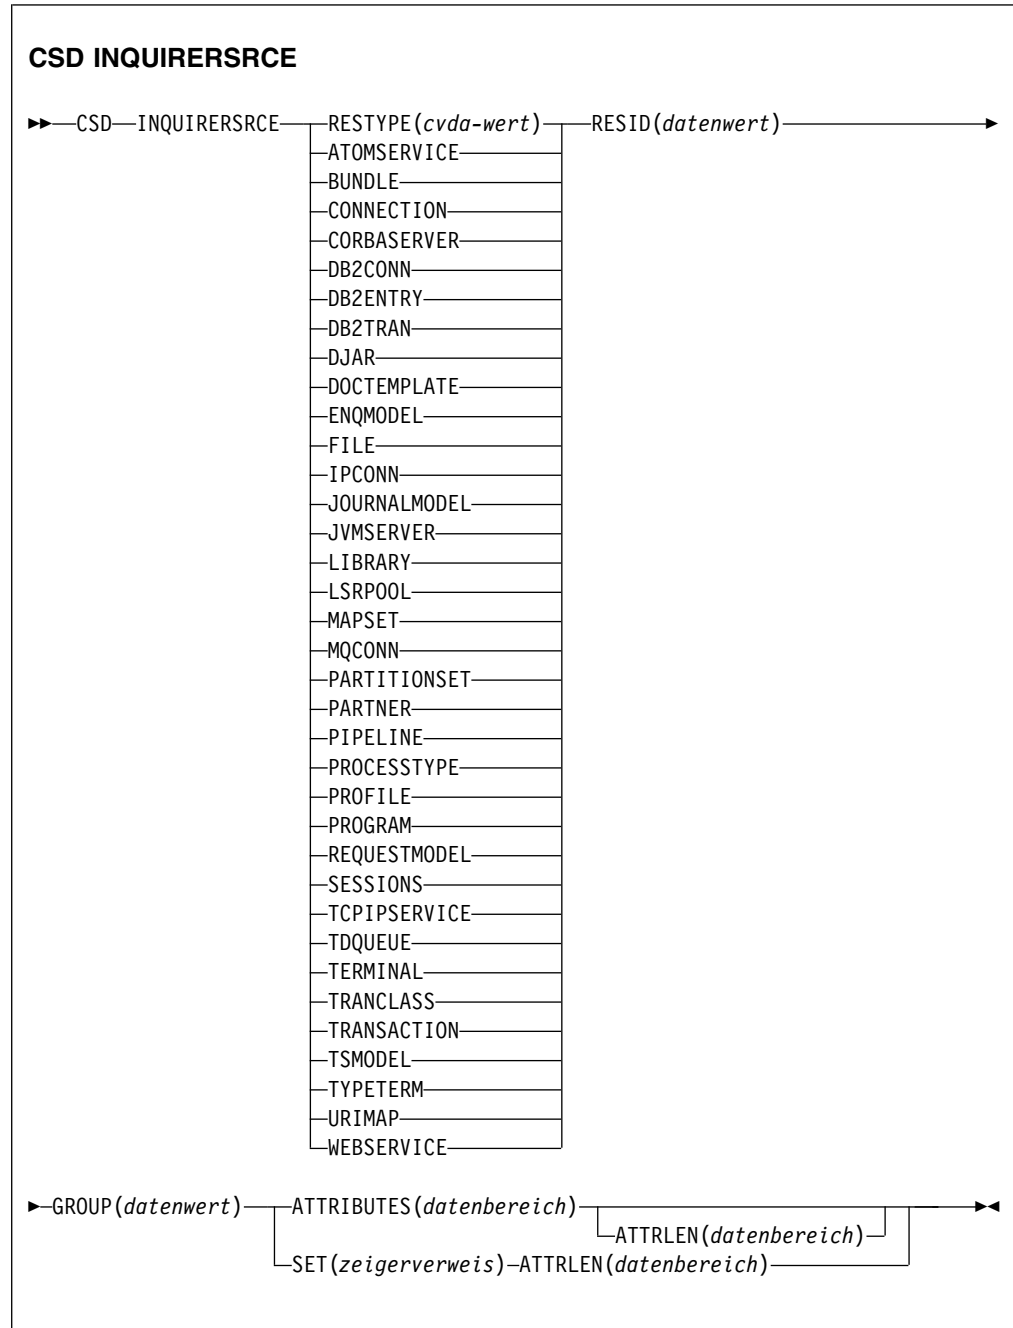 CSD INQUIRERSRCE
CSD INQUIRERSRCE RESTYPE(cvda-wert) RESID(datenwert)
ATOMSERVICE
BUNDLE
CONNECTION
CORBASERVER
DB2CONN
DB2ENTRY
DB2TRAN
DJAR
DOCTEMPLATE
ENQMODEL
FILE
IPCONN
JOURNALMODEL
JVMSERVER
LIBRARY
LSRPOOL
MAPSET
MQCONN
PARTITIONSET
PARTNER
PIPELINE
PROCESSTYPE
PROFILE
PROGRAM
REQUESTMODEL
SESSIONS
TCPIPSERVICE
TDQUEUE
TERMINAL
TRANCLASS
TRANSACTION
TSMODEL
TYPETERM
URIMAP
WEBSERVICE
GROUP(datenwert) ATTRIBUTES(datenbereich)
ATTRLEN(datenbereich)
SET(zeigerverweis) ATTRLEN(datenbereich)